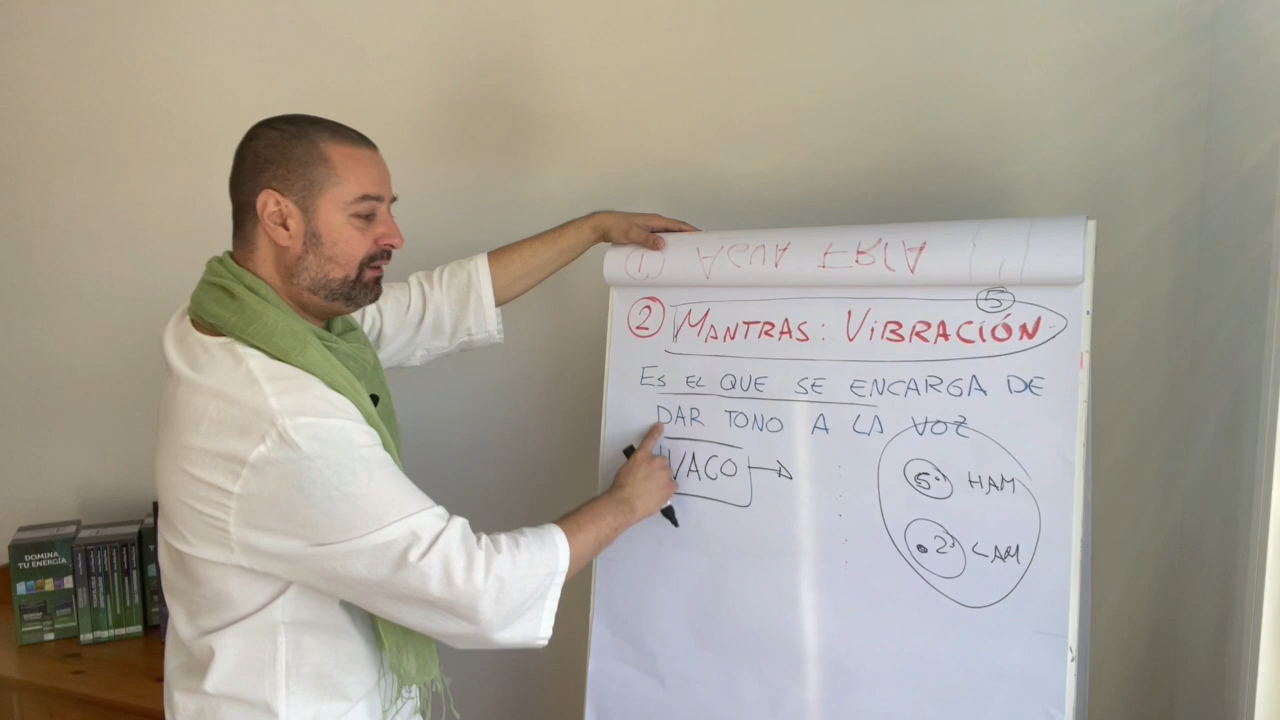 ① AGUA FRÍA
⑤
② MANTRAS: VIBRACIÓN
ES EL QUE SE ENCARGA DE
DAR TONO A LA VOZ
VAGO →
5º HAM
2º LAM
DOMINA
TU ENERGÍA